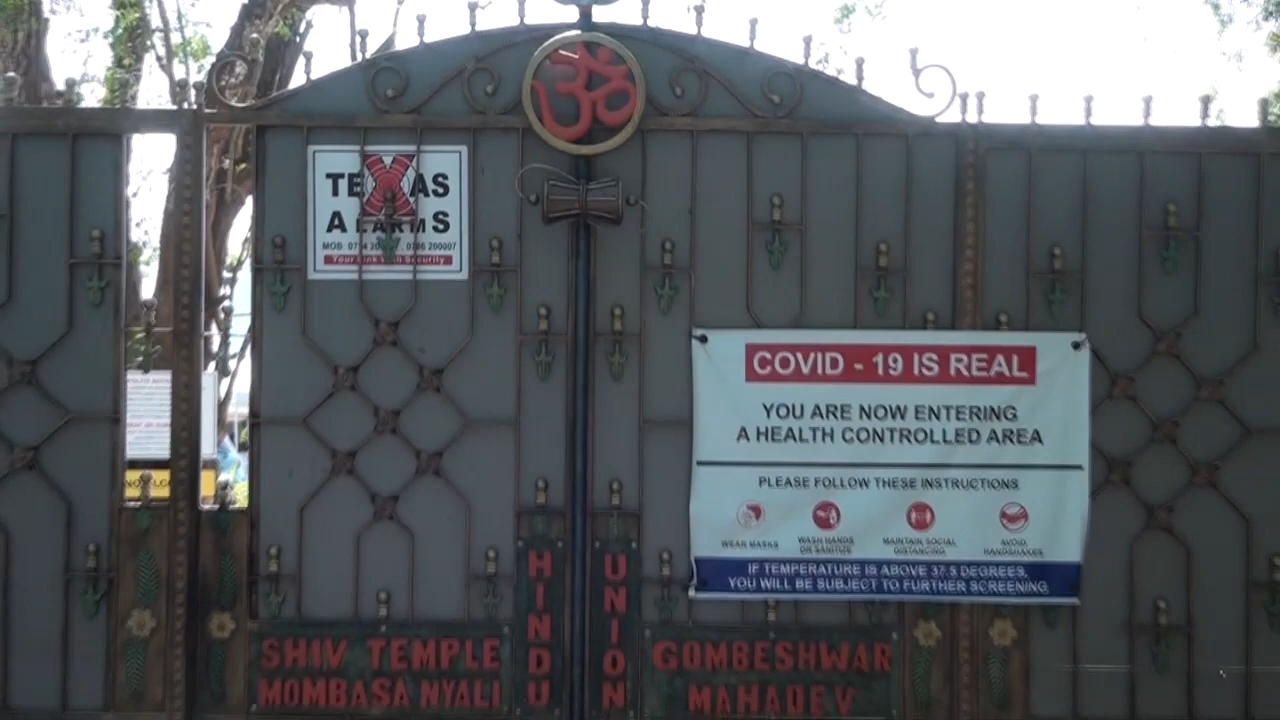 ॐ
TEXAS
ALARMS
Your Link With Security
COVID - 19 IS REAL
YOU ARE NOW ENTERING
A HEALTH CONTROLLED AREA
PLEASE FOLLOW THESE INSTRUCTIONS
WEAR MASKS
WASH HANDS
OR SANITIZE
MAINTAIN SOCIAL
DISTANCING
AVOID
HANDSHAKES
IF TEMPERATURE IS ABOVE 37.5 DEGREES,
YOU WILL BE SUBJECT TO FURTHER SCREENING
HINDU
UNION
SHIV TEMPLE
MOMBASA NYALI
GOMBESHWAR
MAHADEV